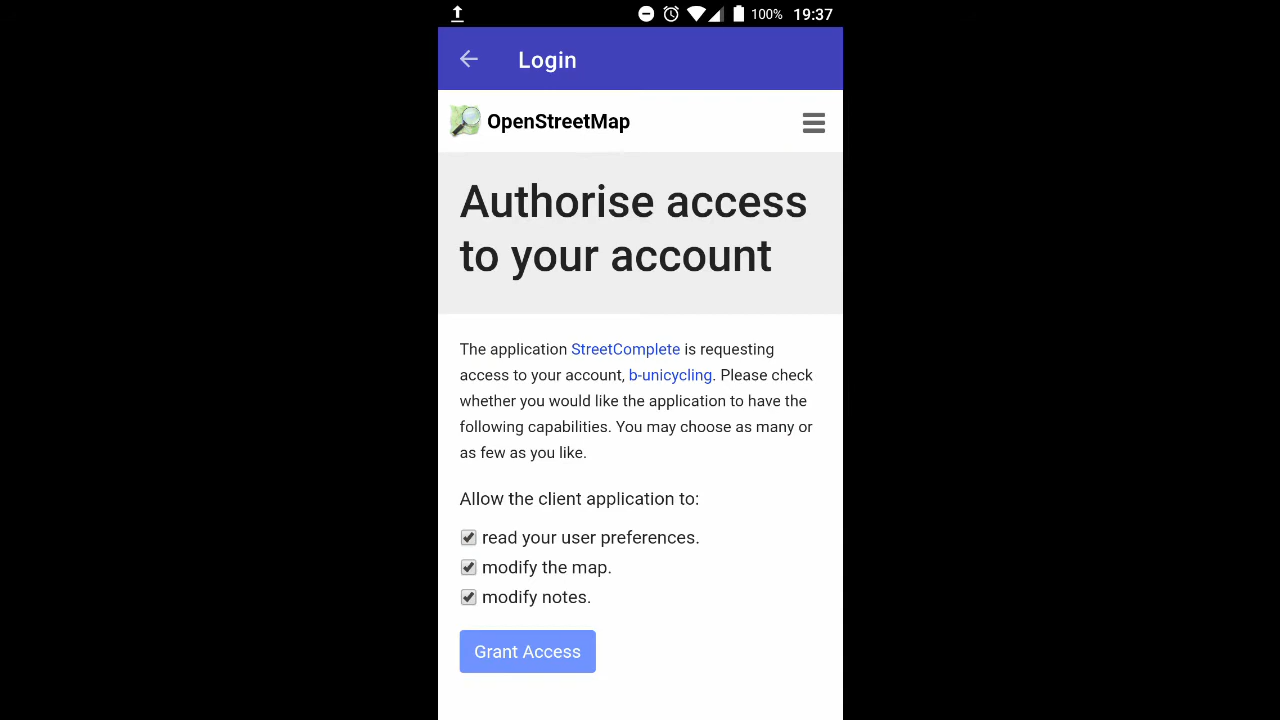 100% 19:37
Login
OpenStreetMap
Authorise access
to your account
The application StreetComplete is requesting
access to your account, b-unicycling. Please check
whether you would like the application to have the
following capabilities. You may choose as many or
as few as you like.
Allow the client application to:
read your user preferences.
modify the map.
modify notes.
Grant Access